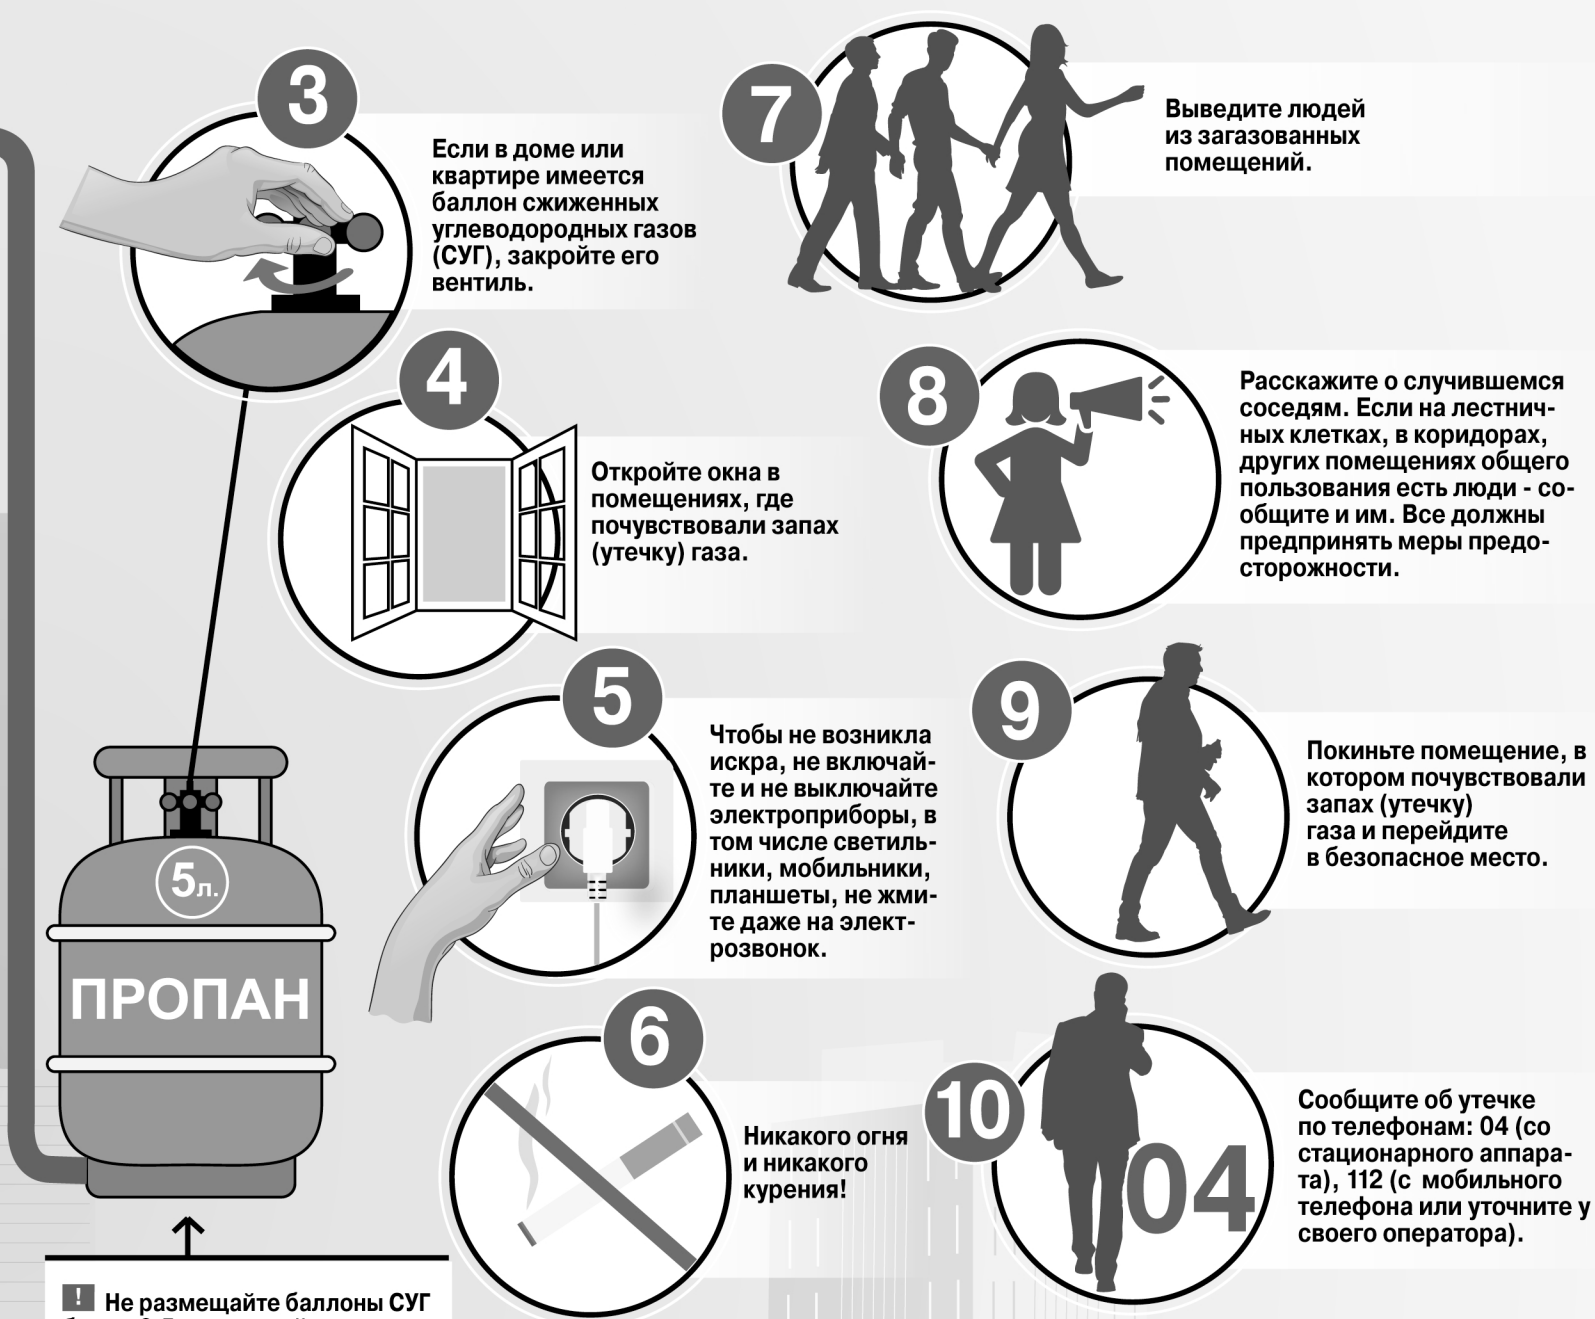 3
Если в доме или
квартире имеется
баллон сжиженных
углеводородных газов
(СУГ), закройте его
вентиль.
4
Откройте окна в
помещениях, где
почувствовали запах
(утечку) газа.
5
Чтобы не возникла
искра, не включай-
те и не выключайте
электроприборы, в
том числе светиль-
ники, мобильники,
планшеты, не жми-
те даже на элект-
розвонок.
6
Никакого огня
и никакого
курения!
5л.
ПРОПАН
! Не размещайте баллоны СУГ
7
Выведите людей
из загазованных
помещений.
8
Расскажите о случившемся
соседям. Если на лестнич-
ных клетках, в коридорах,
других помещениях общего
пользования есть люди - со-
общите и им. Все должны
предпринять меры предо-
сторожности.
9
Покиньте помещение, в
котором почувствовали
запах (утечку)
газа и перейдите
в безопасное место.
10
04
Сообщите об утечке
по телефонам: 04 (со
стационарного аппара-
та), 112 (с мобильного
телефона или уточните у
своего оператора).